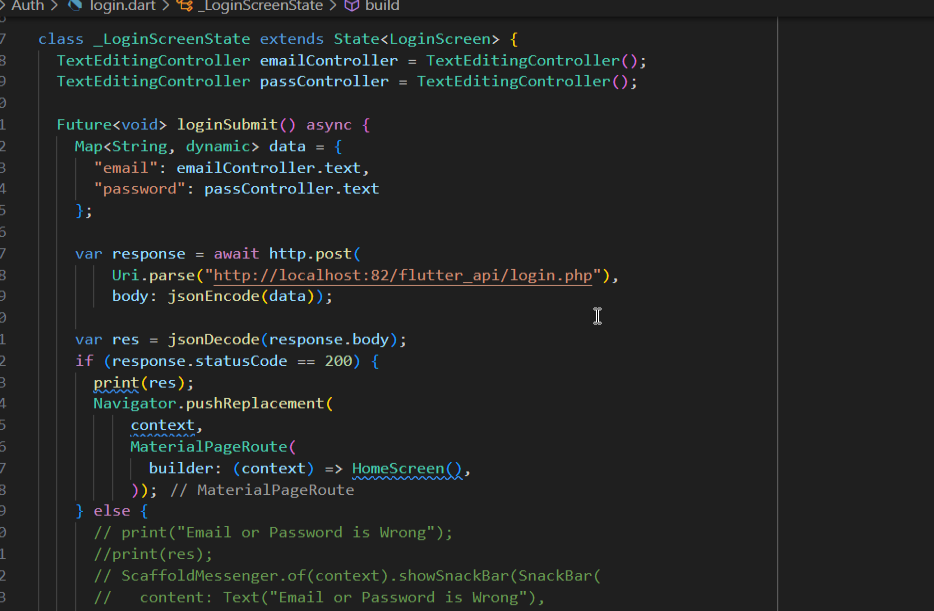 Auth > login.dart > _LoginScreenState > build
7 class _LoginScreenState extends State<LoginScreen> {
8 TextEditingController emailController = TextEditingController();
9 TextEditingController passController = TextEditingController();
0
1 Future<void> loginSubmit() async {
2 Map<String, dynamic> data = {
3 "email": emailController.text,
4 "password": passController.text
5 };
6
7 var response = await http.post(
8 Uri.parse("http://localhost:82/flutter_api/login.php"),
9 body: jsonEncode(data));
0
1 var res = jsonDecode(response.body);
2 if (response.statusCode == 200) {
3 print(res);
4 Navigator.pushReplacement(
5 context,
6 MaterialPageRoute(
7 builder: (context) => HomeScreen(),
8 )); // MaterialPageRoute
9 } else {
0 // print("Email or Password is Wrong");
1 //print(res);
2 // ScaffoldMessenger.of(context).showSnackBar(SnackBar(
3 //   content: Text("Email or Password is Wrong"),